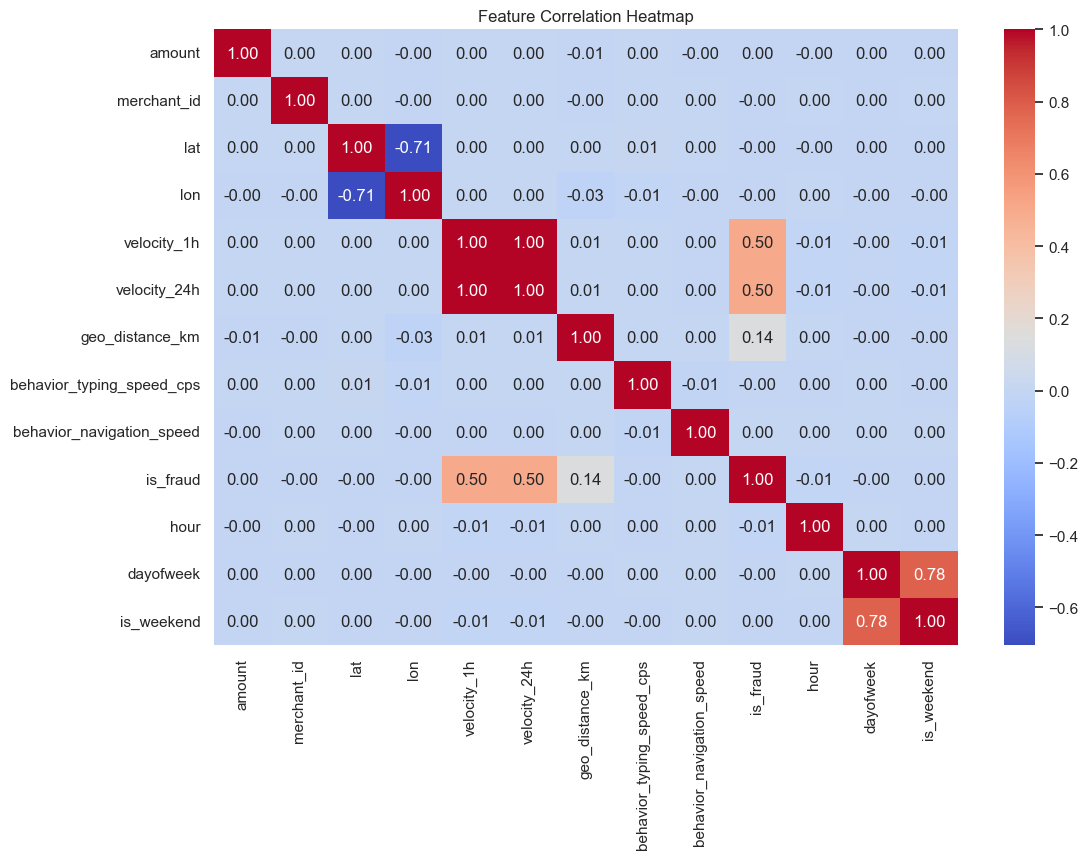 Feature Correlation Heatmap
amount 1.00 0.00 0.00 -0.00 0.00 0.00 -0.01 0.00 -0.00 0.00 -0.00 0.00 0.00
merchant_id 0.00 1.00 0.00 -0.00 0.00 0.00 -0.00 0.00 0.00 -0.00 0.00 0.00 0.00
lat 0.00 0.00 1.00 -0.71 0.00 0.00 0.00 0.01 0.00 -0.00 -0.00 0.00 0.00
lon -0.00 -0.00 -0.71 1.00 0.00 0.00 -0.03 -0.01 -0.00 -0.00 0.00 -0.00 -0.00
velocity_1h 0.00 0.00 0.00 0.00 1.00 1.00 0.01 0.00 0.00 0.50 -0.01 -0.00 -0.01
velocity_24h 0.00 0.00 0.00 0.00 1.00 1.00 0.01 0.00 0.00 0.50 -0.01 -0.00 -0.01
geo_distance_km -0.01 -0.00 0.00 -0.03 0.01 0.01 1.00 0.00 0.00 0.14 0.00 -0.00 -0.00
behavior_typing_speed_cps 0.00 0.00 0.01 -0.01 0.00 0.00 0.00 1.00 -0.01 -0.00 0.00 0.00 -0.00
behavior_navigation_speed -0.00 0.00 0.00 -0.00 0.00 0.00 0.00 -0.01 1.00 0.00 0.00 0.00 0.00
is_fraud 0.00 -0.00 -0.00 -0.00 0.50 0.50 0.14 -0.00 0.00 1.00 -0.01 -0.00 0.00
hour -0.00 0.00 -0.00 0.00 -0.01 -0.01 0.00 0.00 0.00 -0.01 1.00 0.00 0.00
dayofweek 0.00 0.00 0.00 -0.00 -0.00 -0.00 -0.00 0.00 0.00 -0.00 0.00 1.00 0.78
is_weekend 0.00 0.00 0.00 -0.00 -0.01 -0.01 -0.00 -0.00 0.00 0.00 0.00 0.78 1.00
amount
merchant_id
lat
lon
velocity_1h
velocity_24h
geo_distance_km
behavior_typing_speed_cps
behavior_navigation_speed
is_fraud
hour
dayofweek
is_weekend
1.0
0.8
0.6
0.4
0.2
0.0
−0.2
−0.4
−0.6